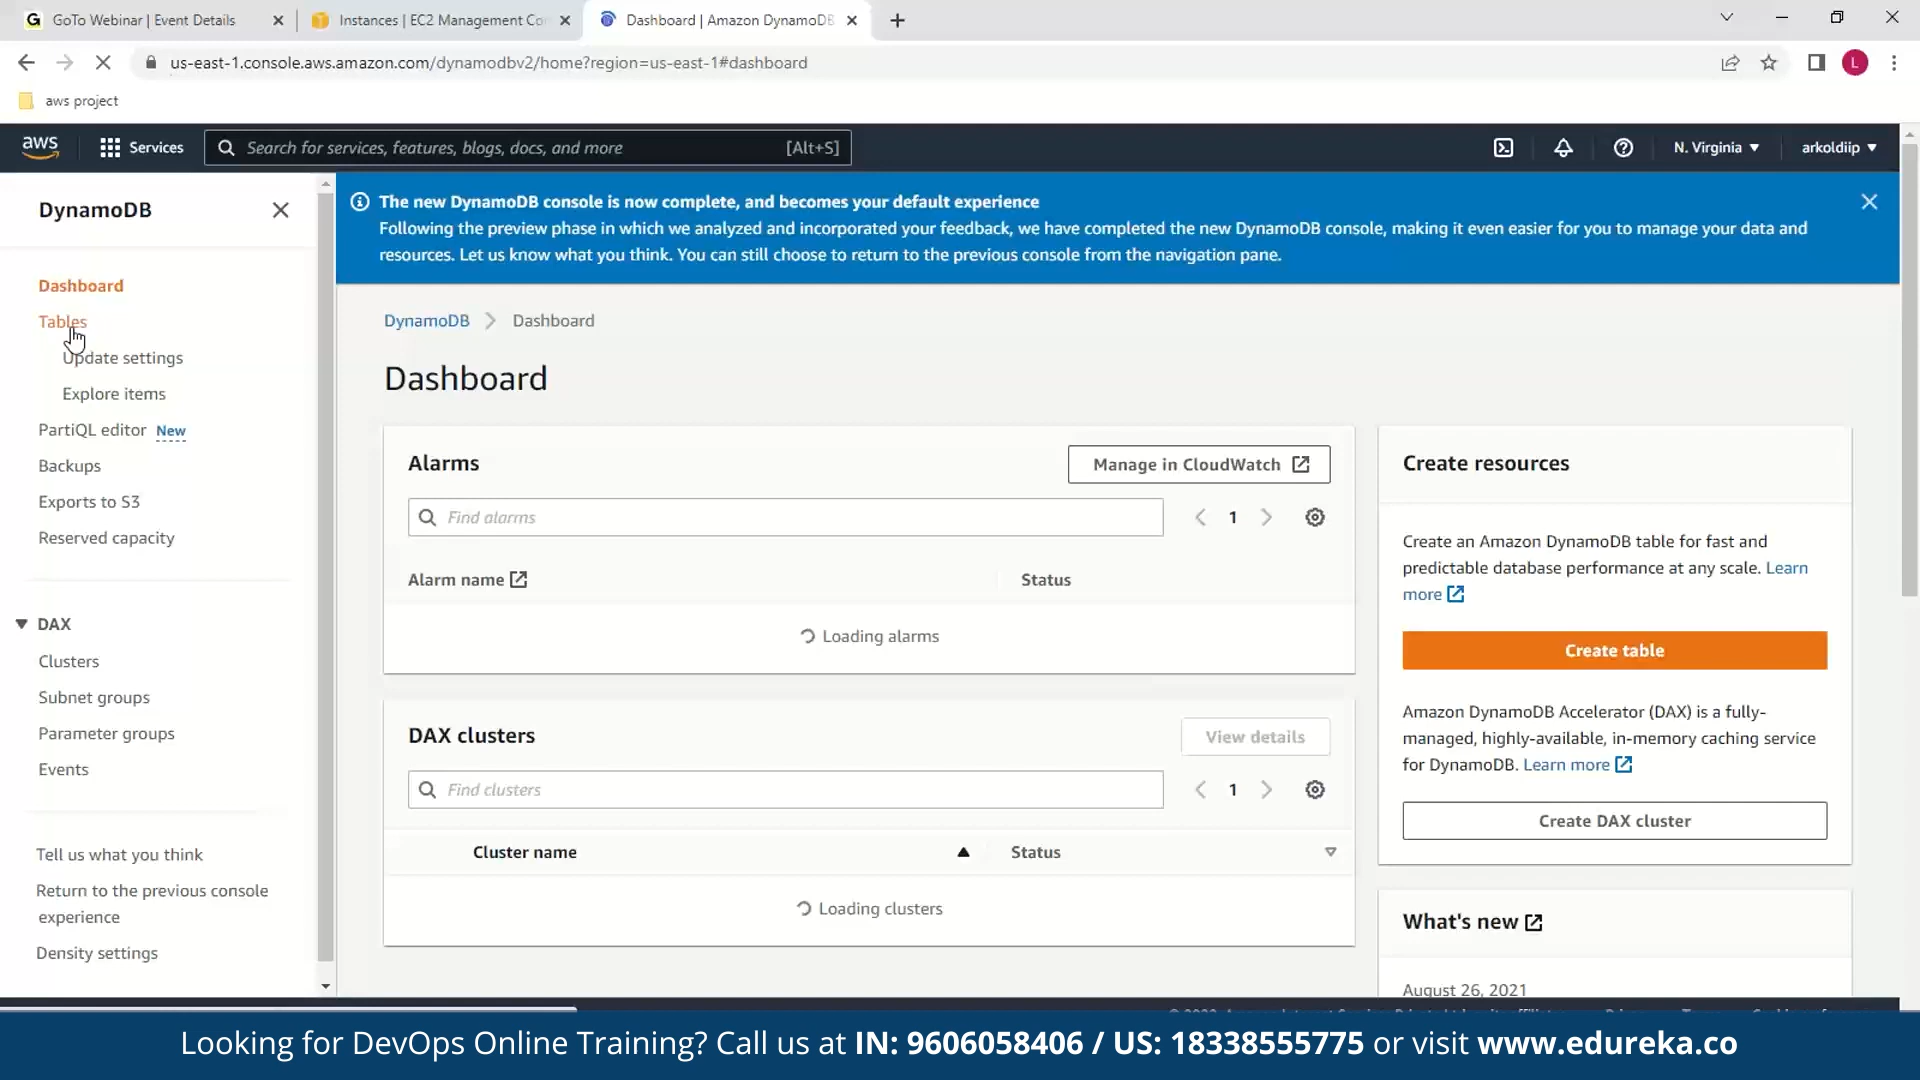 GoTo Webinar | Event Details
Instances | EC2 Management Co
Dashboard | Amazon DynamoDB
us-east-1.console.aws.amazon.com/dynamodbv2/home?region=us-east-1#dashboard
L
aws project
aws
Services
Search for services, features, blogs, docs, and more
[Alt+S]
N. Virginia
arkoldiip
DynamoDB
Dashboard
Tables
Update settings
Explore items
PartiQL editor New
Backups
Exports to S3
Reserved capacity
DAX
Clusters
Subnet groups
Parameter groups
Events
Tell us what you think
Return to the previous console
experience
Density settings
The new DynamoDB console is now complete, and becomes your default experience
Following the preview phase in which we analyzed and incorporated your feedback, we have completed the new DynamoDB console, making it even easier for you to manage your data and
resources. Let us know what you think. You can still choose to return to the previous console from the navigation pane.
DynamoDB
Dashboard
Dashboard
Alarms
Manage in CloudWatch
Find alarms
1
Alarm name
Status
Loading alarms
DAX clusters
View details
Find clusters
1
Cluster name
Status
Loading clusters
Create resources
Create an Amazon DynamoDB table for fast and
predictable database performance at any scale. Learn
more
Create table
Amazon DynamoDB Accelerator (DAX) is a fully-
managed, highly-available, in-memory caching service
for DynamoDB. Learn more
Create DAX cluster
What's new
August 26, 2021
Looking for DevOps Online Training? Call us at IN: 9606058406 / US: 18338555775 or visit www.edureka.co